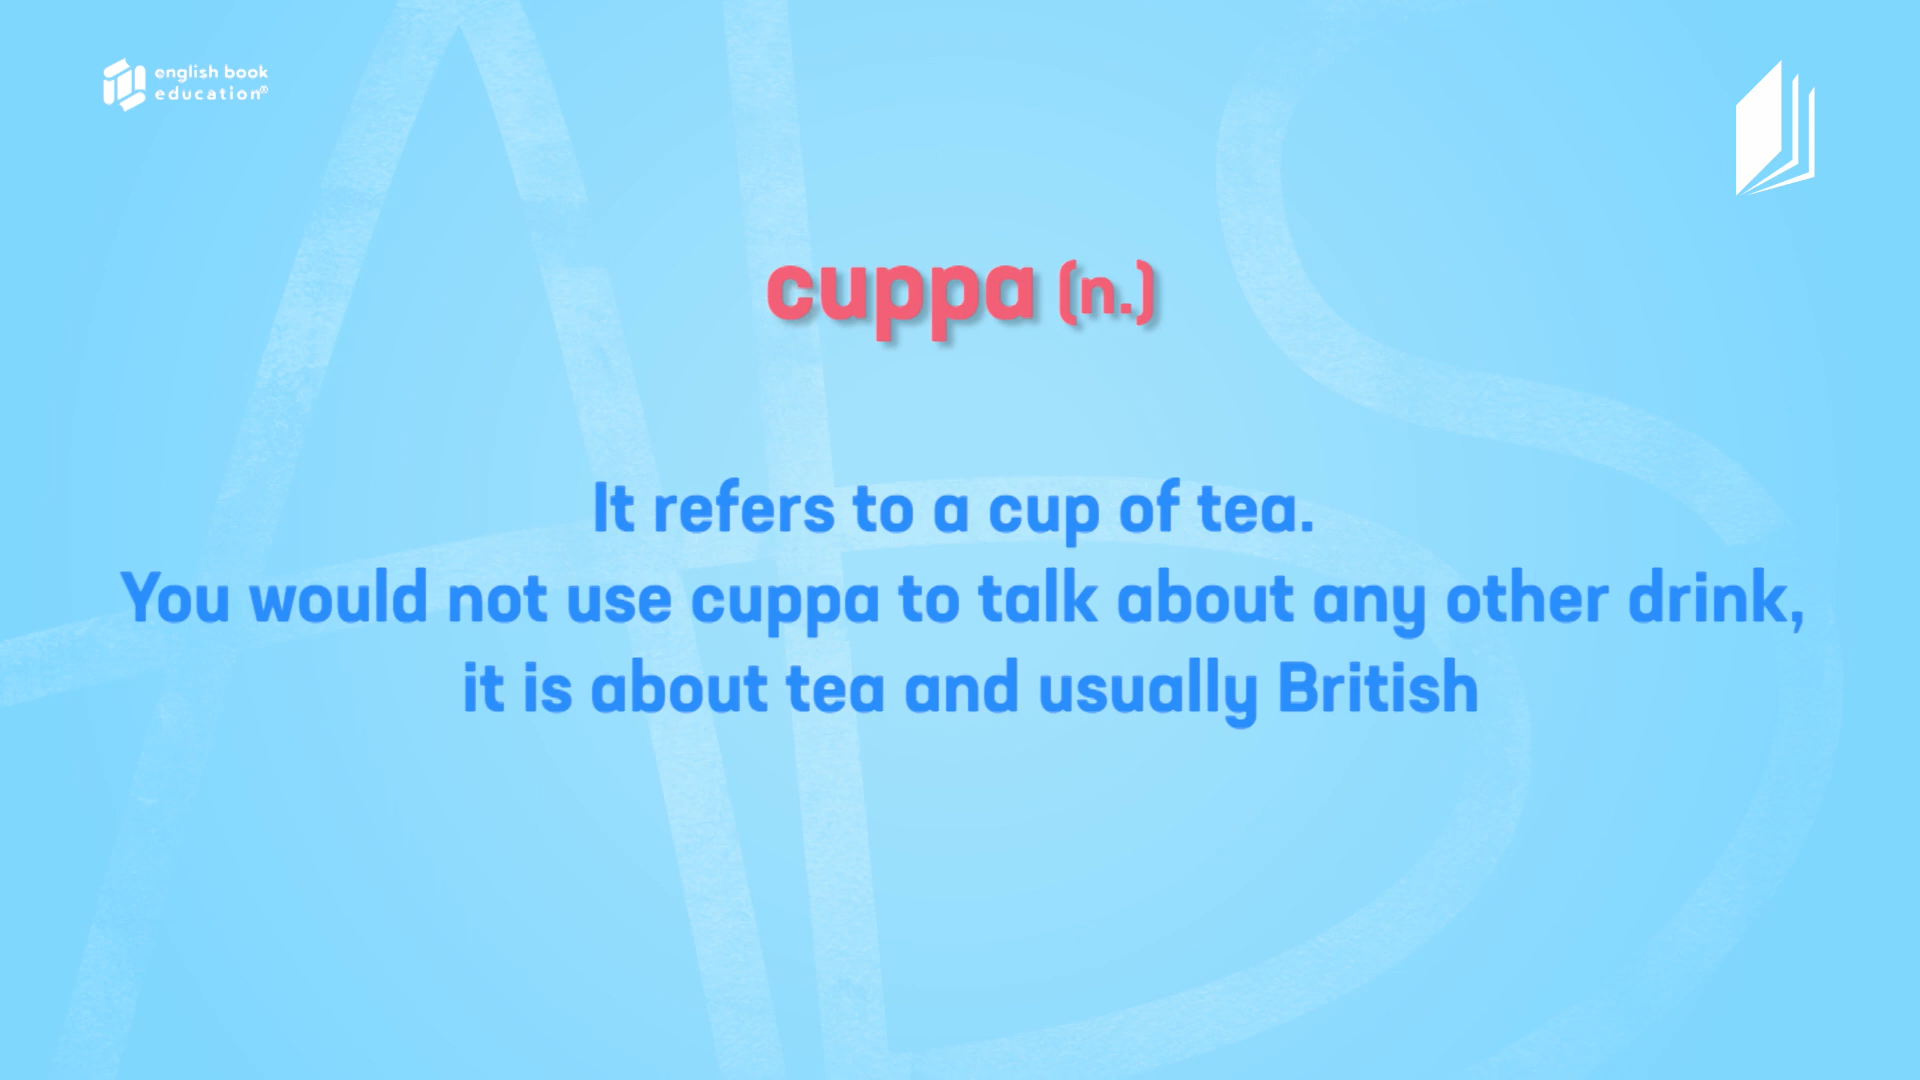 english book
education®
cuppa (n.)
It refers to a cup of tea.
You would not use cuppa to talk about any other drink,
it is about tea and usually British